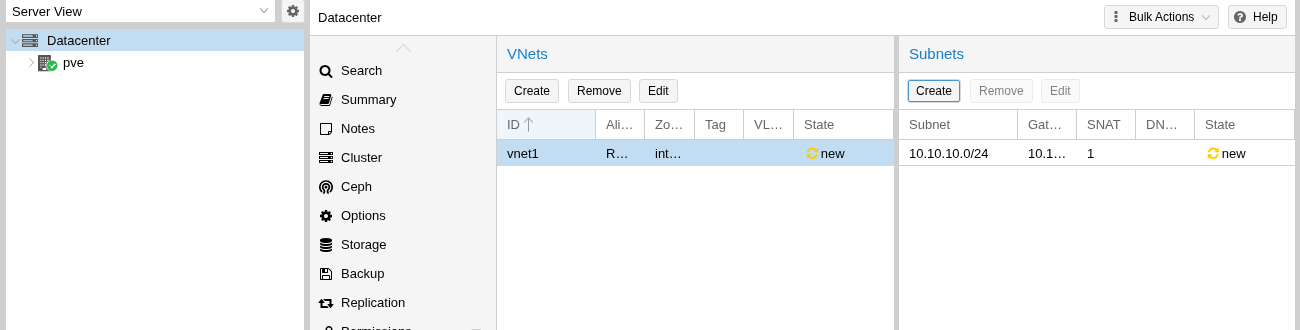 Server View
Datacenter
pve
Datacenter
Bulk Actions
Help
Search
Summary
Notes
Cluster
Ceph
Options
Storage
Backup
Replication
VNets
Create Remove Edit
ID Ali... Zo... Tag VL... State
vnet1 R... int... new
Subnets
Create Remove Edit
Subnet Gat... SNAT DN... State
10.10.10.0/24 10.1... 1 new